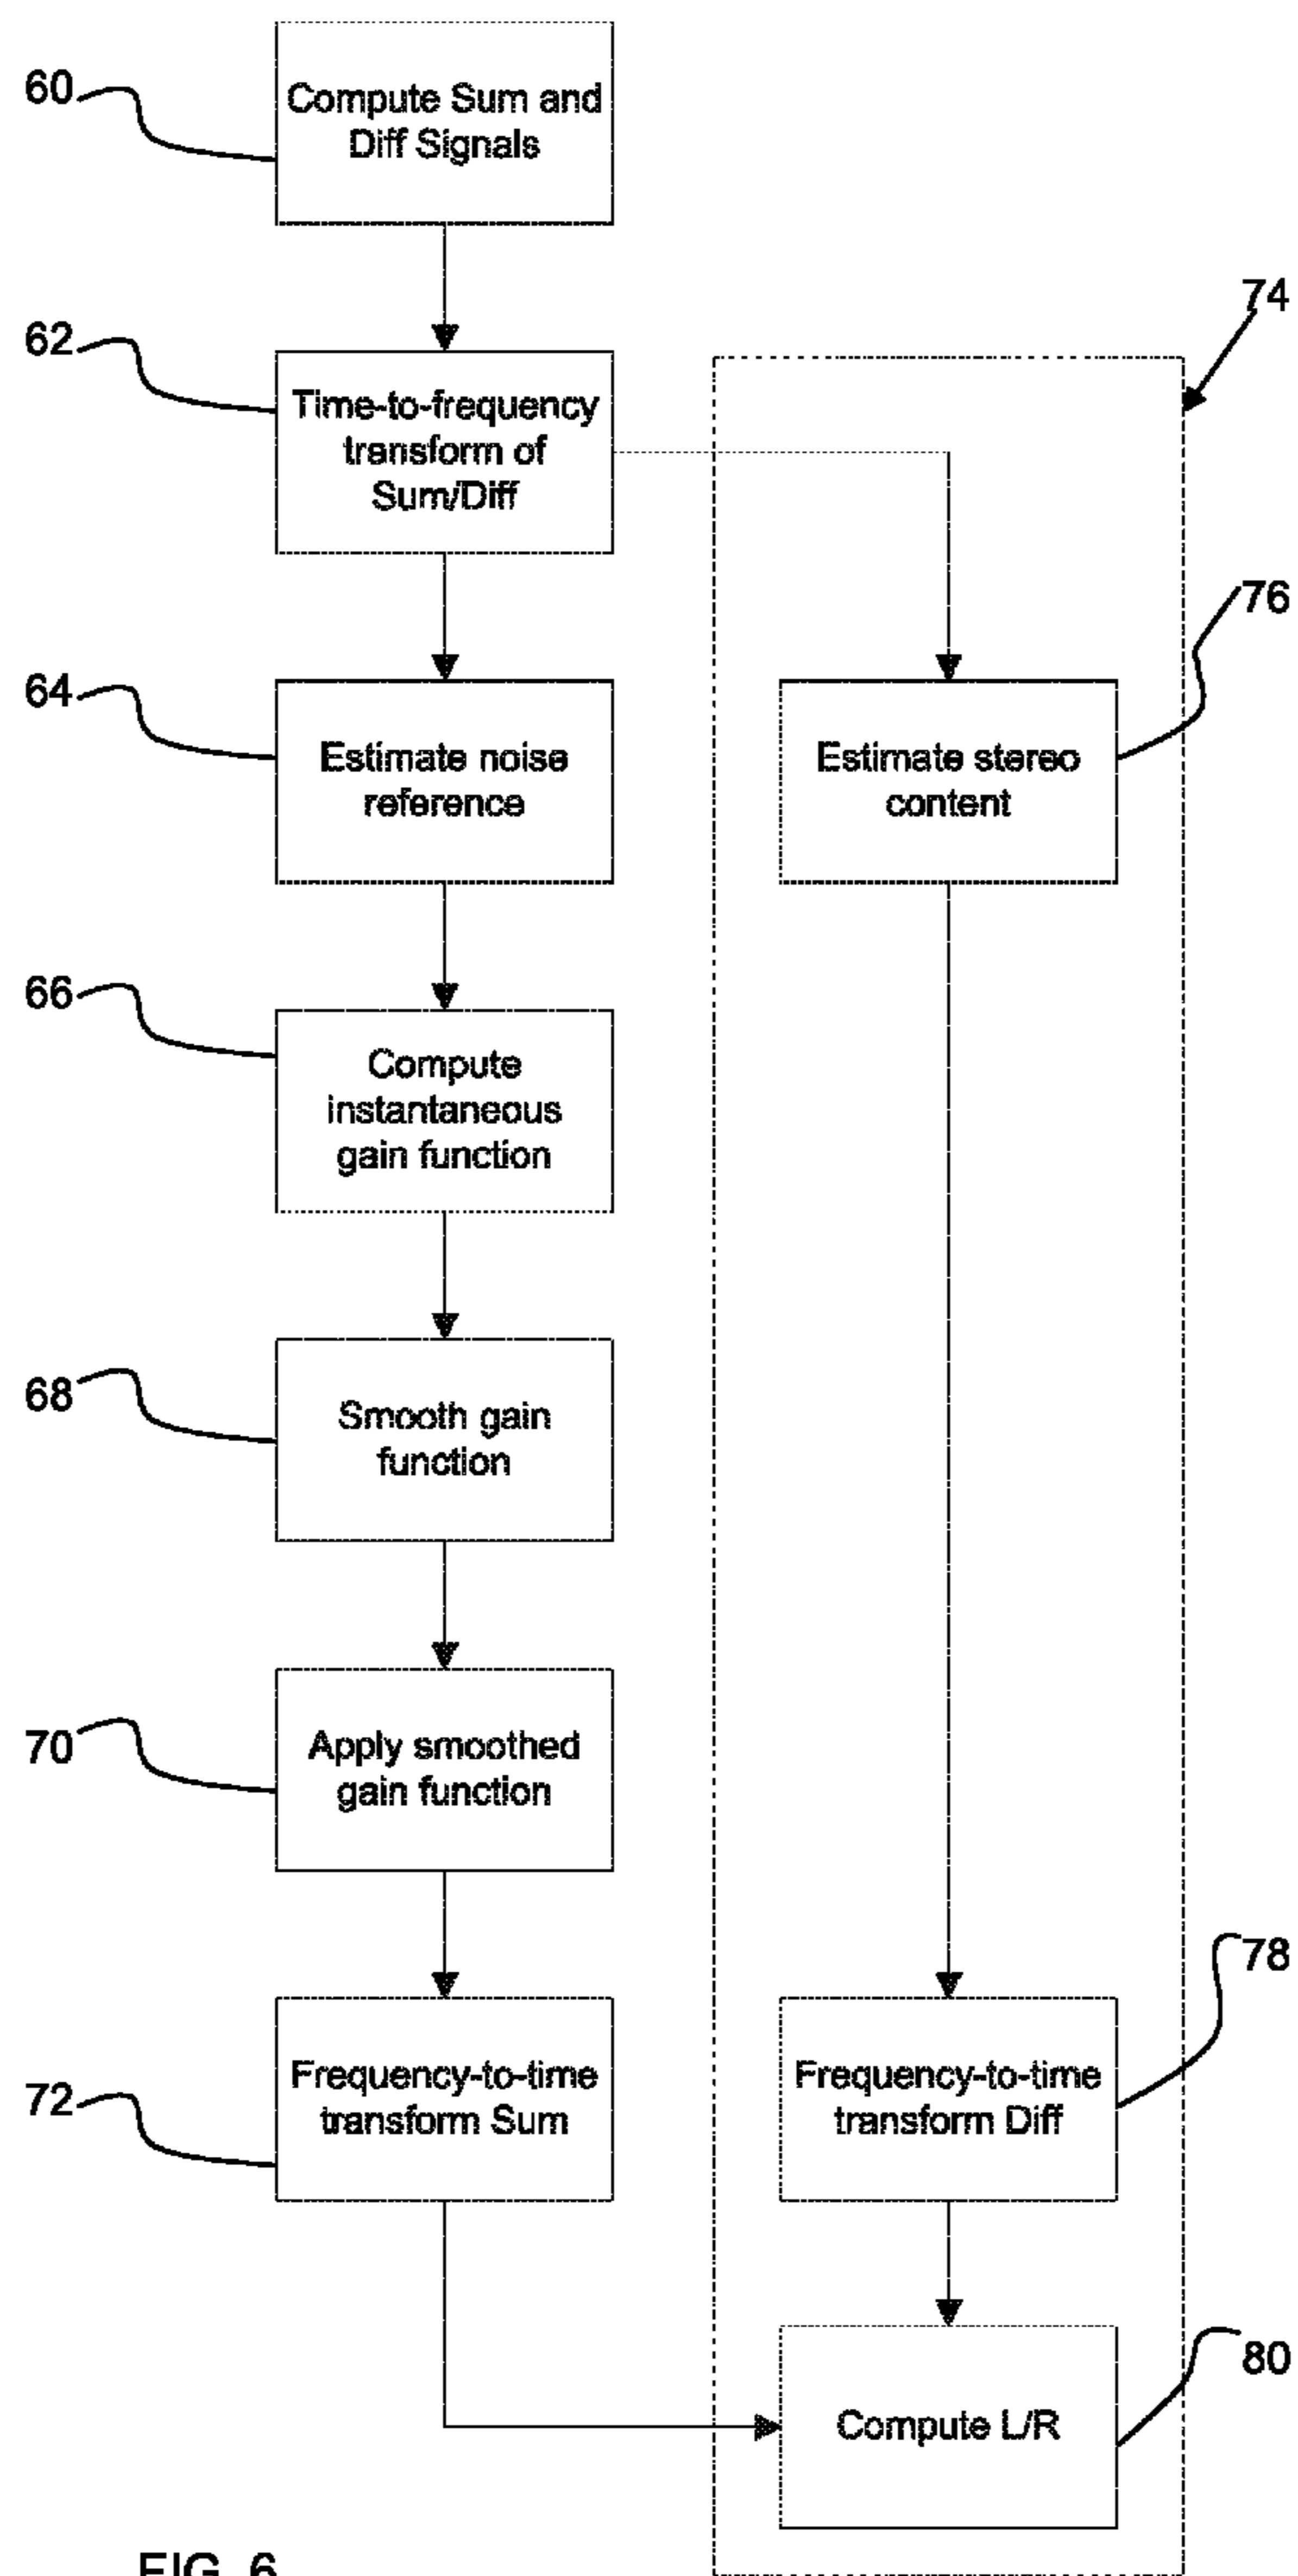 60
Compute Sum and
Diff Signals
74
62
Time-to-frequency
transform of
Sum/Diff
76
64
Estimate noise
reference
Estimate stereo
content
66
Compute
instantaneous
gain function
68
Smooth gain
function
70
Apply smoothed
gain function
78
72
Frequency-to-time
transform Sum
Frequency-to-time
transform Diff
80
Compute L/R
FIG. 6